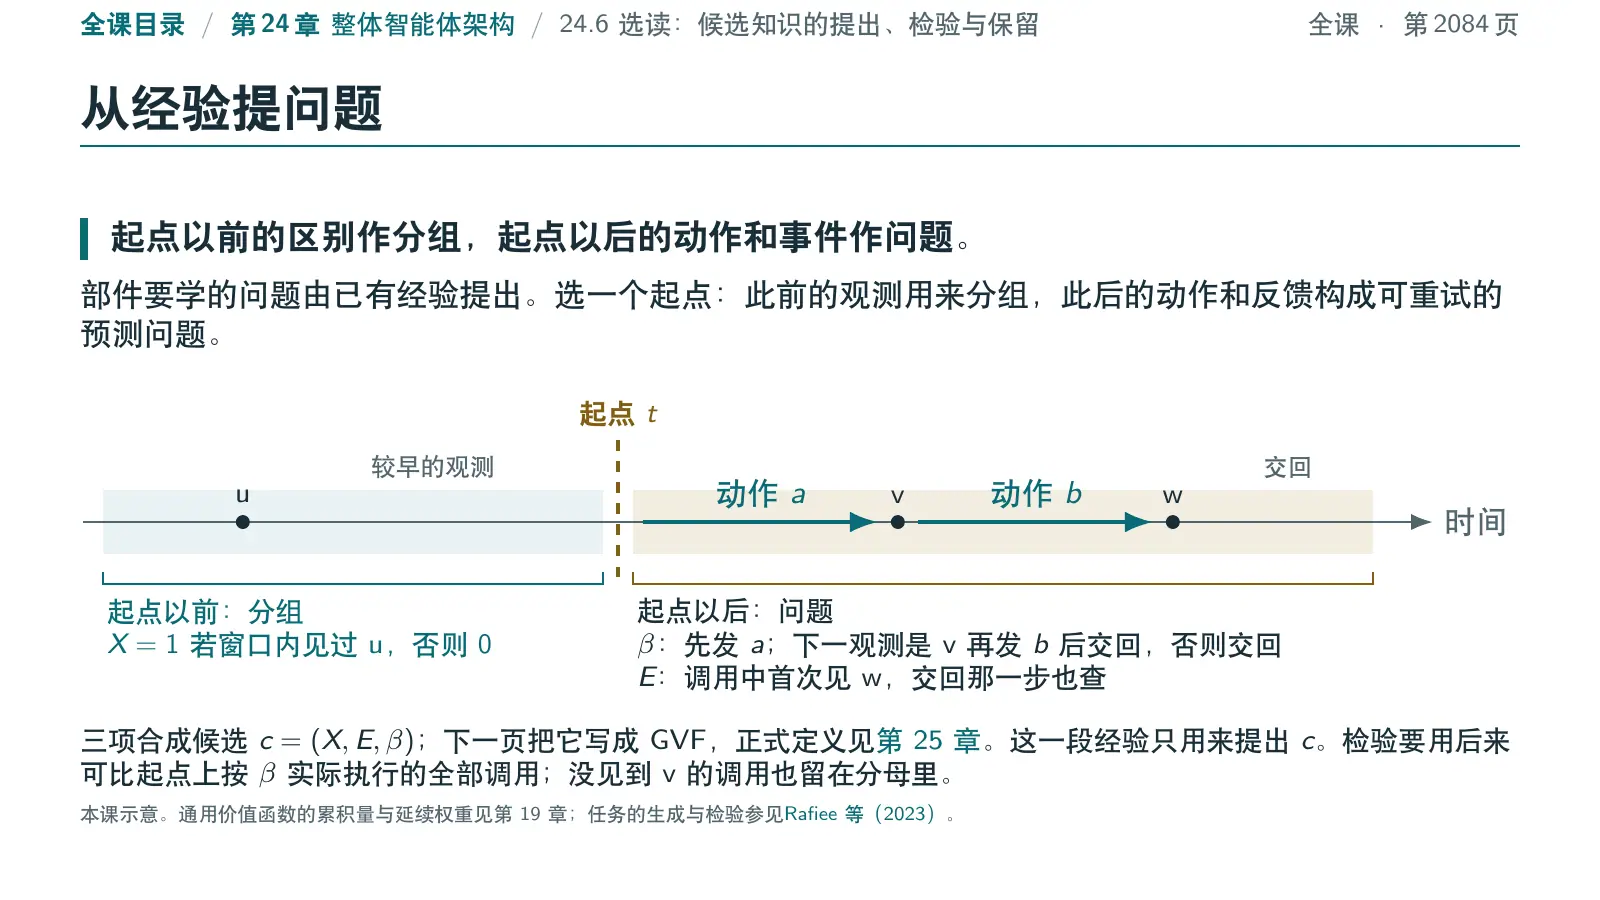 全课目录 / 第 24 章 整体智能体架构 / 24.6 选读：候选知识的提出、检验与保留
全课 · 第 2084 页
从经验提问题
起点以前的区别作分组，起点以后的动作和事件作问题。
部件要学的问题由已有经验提出。选一个起点：此前的观测用来分组，此后的动作和反馈构成可重试的
预测问题。
起点 t
较早的观测
交回
u
动作 a
v
动作 b
w
时间
起点以前：分组
X = 1 若窗口内见过 u，否则 0
起点以后：问题
β：先发 a；下一观测是 v 再发 b 后交回，否则交回
E：调用中首次见 w，交回那一步也查
三项合成候选 c = (X, E, β)；下一页把它写成 GVF，正式定义见第 25 章。这一段经验只用来提出 c。检验要用后来
可比起点上按 β 实际执行的全部调用；没见到 v 的调用也留在分母里。
本课示意。通用价值函数的累积量与延续权重见第 19 章；任务的生成与检验参见Rafiee 等（2023）。